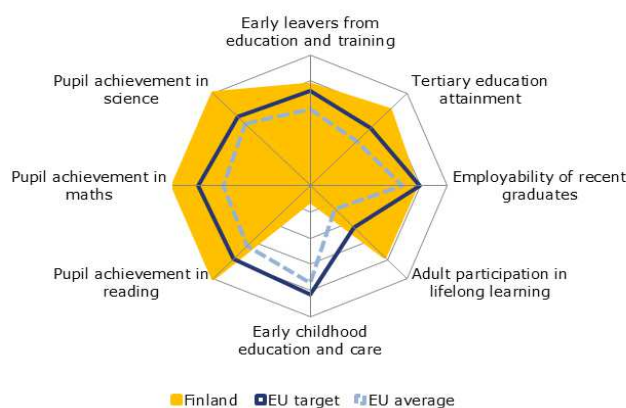 Early leavers from
education and training
Pupil achievement in
science
Tertiary education
attainment
Pupil achievement in
maths
Employability of recent
graduates
Pupil achievement in
reading
Adult participation in
lifelong learning
Early childhood
education and care
Finland EU target EU average